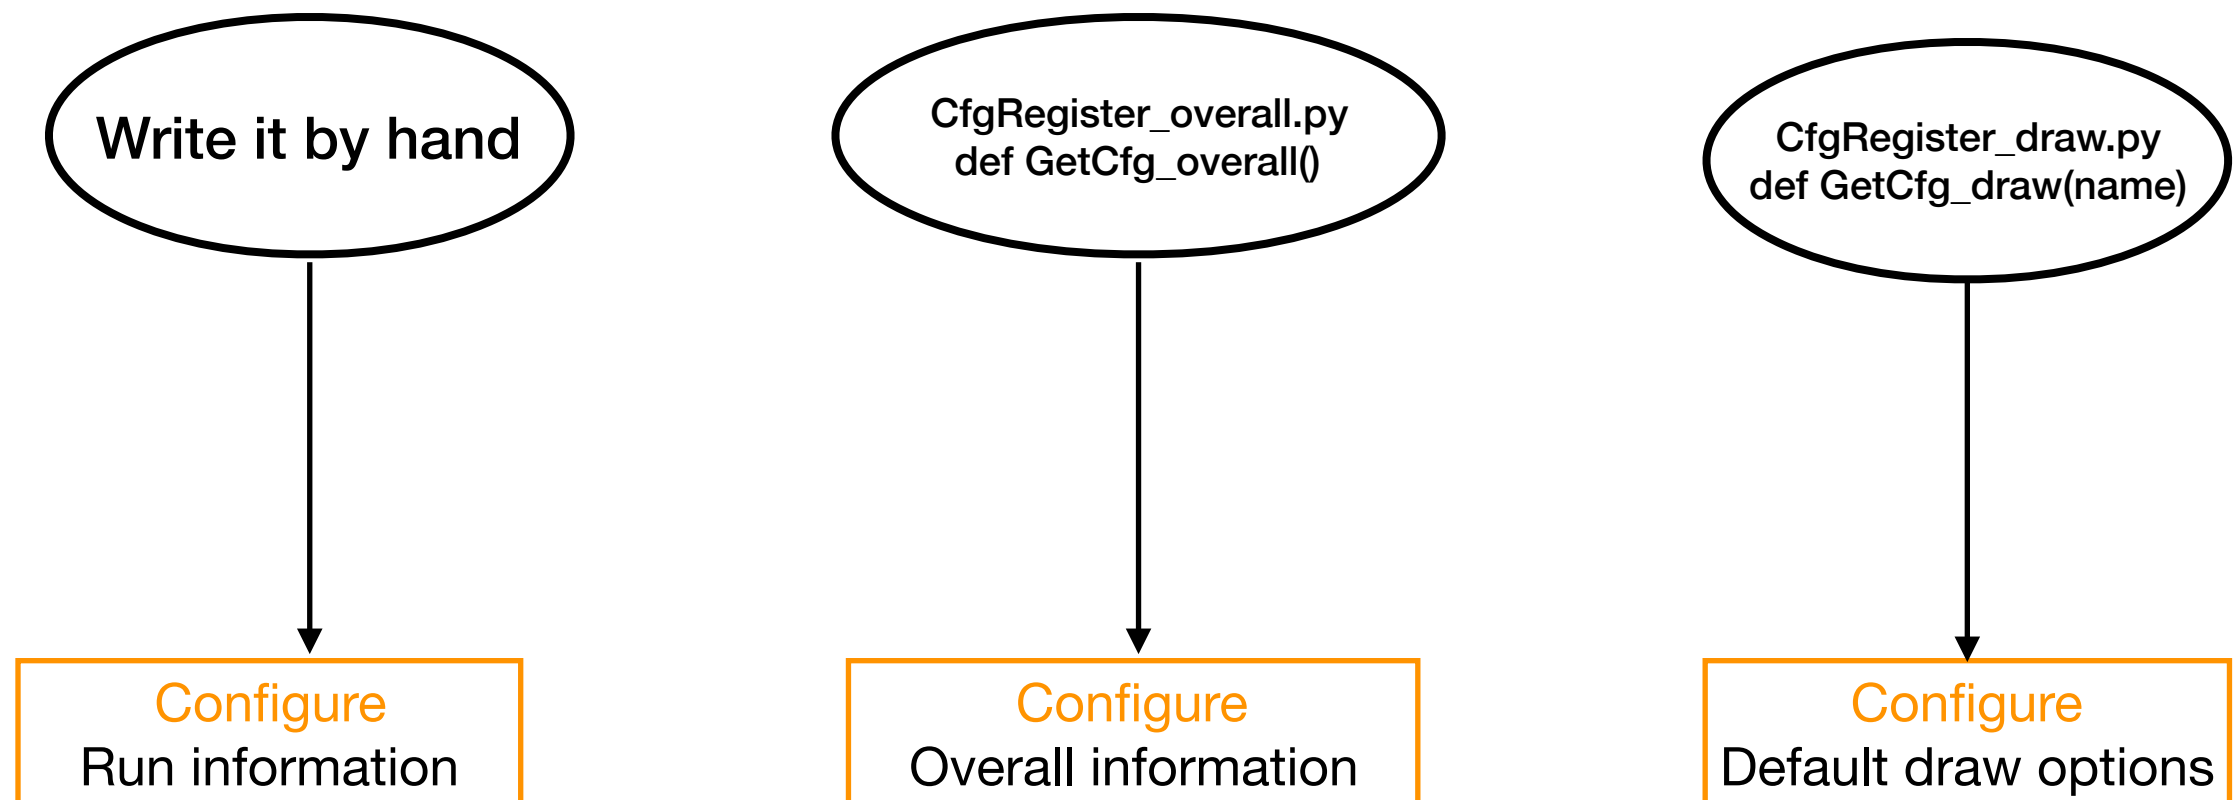 Write it by hand
CfgRegister_overall.py
def GetCfg_overall()
CfgRegister_draw.py
def GetCfg_draw(name)
Configure
Run information
Configure
Overall information
Configure
Default draw options